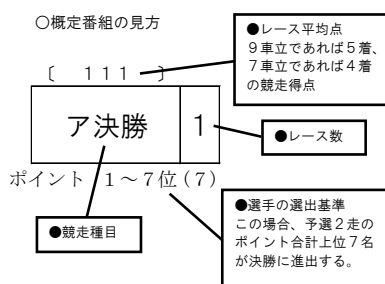 ○概定番組の見方
〔 111 〕
●レース平均点
9車立であれば5着、
7車立であれば4着
の競走得点
ア決勝
1
●レース数
ポイント 1〜7位(7)
●競走種目
●選手の選出基準
この場合、予選2走の
ポイント合計上位7名
が決勝に進出する。